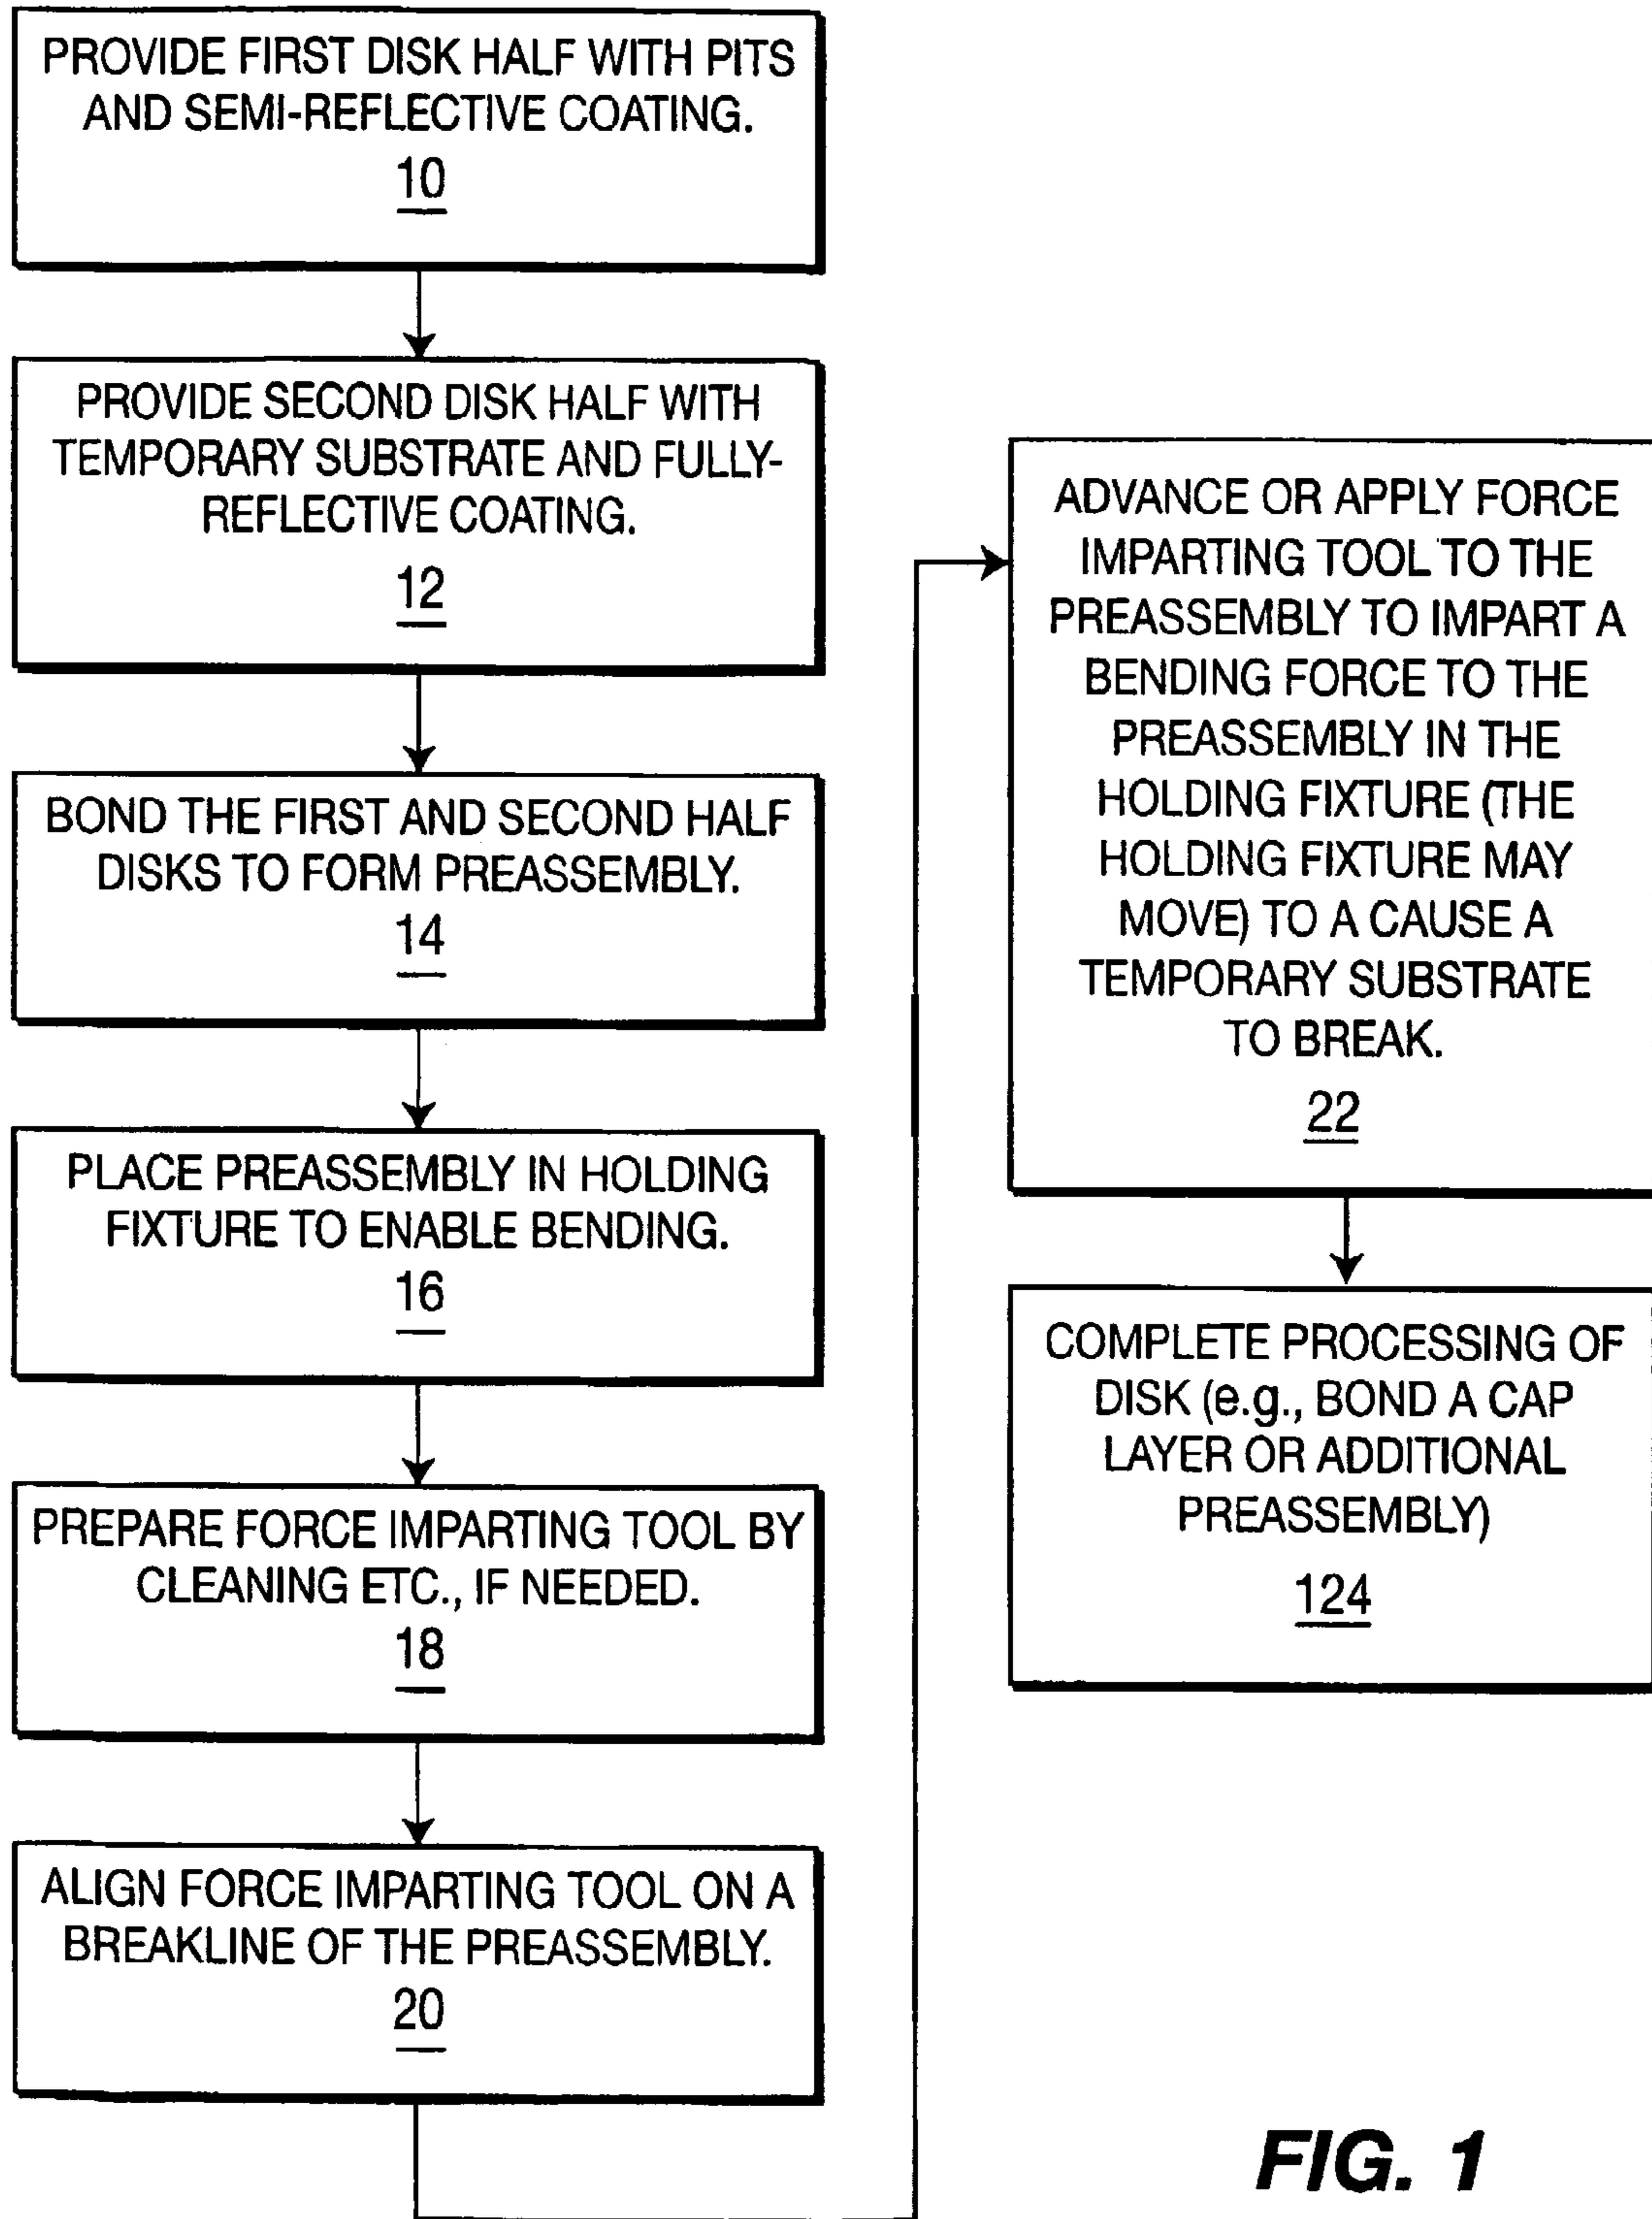 PROVIDE FIRST DISK HALF WITH PITS
AND SEMI-REFLECTIVE COATING.
10
PROVIDE SECOND DISK HALF WITH
TEMPORARY SUBSTRATE AND FULLY-
REFLECTIVE COATING.
12
BOND THE FIRST AND SECOND HALF
DISKS TO FORM PREASSEMBLY.
14
PLACE PREASSEMBLY IN HOLDING
FIXTURE TO ENABLE BENDING.
16
PREPARE FORCE IMPARTING TOOL BY
CLEANING ETC., IF NEEDED.
18
ALIGN FORCE IMPARTING TOOL ON A
BREAKLINE OF THE PREASSEMBLY.
20
ADVANCE OR APPLY FORCE
IMPARTING TOOL TO THE
PREASSEMBLY TO IMPART A
BENDING FORCE TO THE
PREASSEMBLY IN THE
HOLDING FIXTURE (THE
HOLDING FIXTURE MAY
MOVE) TO A CAUSE A
TEMPORARY SUBSTRATE
TO BREAK.
22
COMPLETE PROCESSING OF
DISK (e.g., BOND A CAP
LAYER OR ADDITIONAL
PREASSEMBLY)
124
FIG. 1